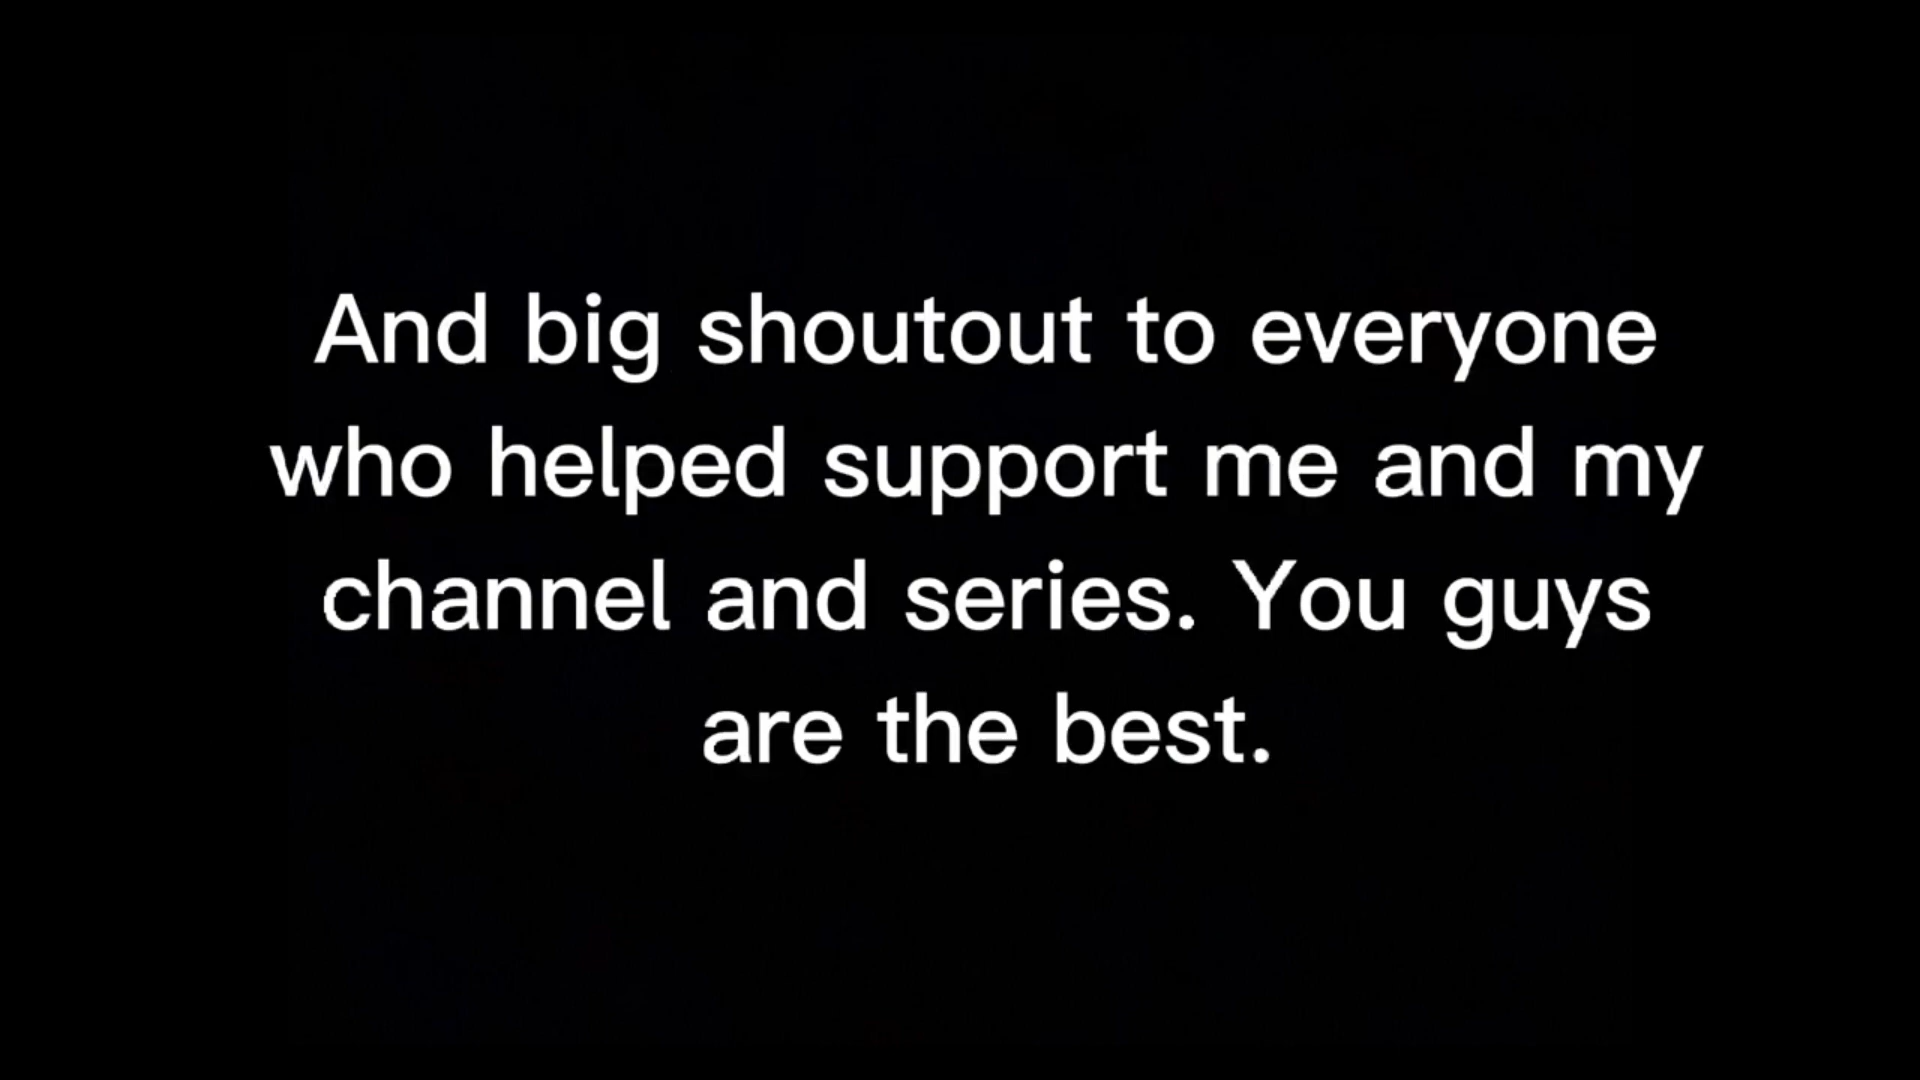 And big shoutout to everyone
who helped support me and my
channel and series. You guys
are the best.